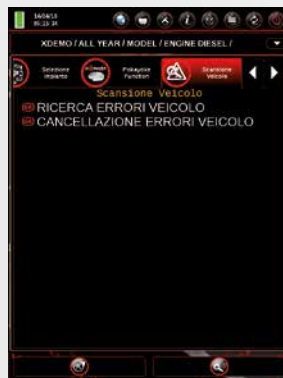 XDEMO / ALL YEAR / MODEL / ENGINE DIESEL /
Selezione
Impianto
Pokayoke
Function
Scansione
Veicolo
Scansione Veicolo
RICERCA ERRORI VEICOLO
CANCELLAZIONE ERRORI VEICOLO